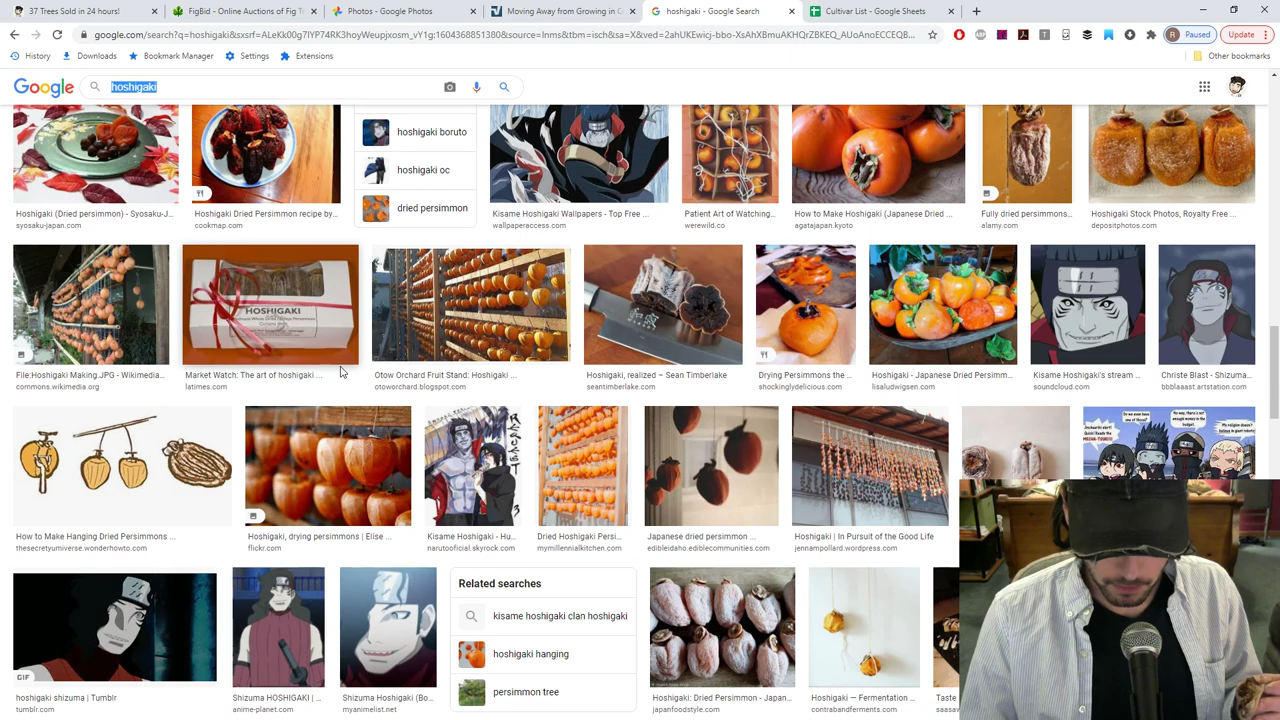 37 Trees Sold in 24 hours!
FigBid - Online Auctions of Fig T
Photos - Google Photos
Moving Away from Growing in C
hoshigaki - Google Search
Cultivar List - Google Sheets
google.com/search?q=hoshigaki&sxsrf=ALeKk00g7IYP74RK3hoyWeupjxosm_vY1g:1604368851380&source=lnms&tbm=isch&sa=X&ved=2ahUKEwicj-bbo-XsAhXBmuAKHQrZBKEQ_AUoAnoECCEQB...
Paused
Update
History
Downloads
Bookmark Manager
Settings
Extensions
Other bookmarks
Google
hoshigaki
hoshigaki boruto
hoshigaki oc
dried persimmon
Hoshigaki (Dried persimmon) - Syosaku-J...
syosaku-japan.com
Hoshigaki Dried Persimmon recipe by...
cookmap.com
Kisame Hoshigaki Wallpapers - Top Free ...
wallpaperaccess.com
Patient Art of Watching...
werewild.co
How to Make Hoshigaki (Japanese Dried ...
agatajapan.kyoto
Fully dried persimmons...
alamy.com
Hoshigaki Stock Photos, Royalty Free ...
depositphotos.com
HOSHIGAKI
File:Hoshigaki Making.JPG - Wikimedia...
commons.wikimedia.org
Market Watch: The art of hoshigaki ...
latimes.com
Otow Orchard Fruit Stand: Hoshigaki ...
otoworchard.blogspot.com
Hoshigaki, realized – Sean Timberlake
seantimberlake.com
Drying Persimmons the ...
shockinglydelicious.com
Hoshigaki - Japanese Dried Persimm...
lisaludwigsen.com
Kisame Hoshigaki's stream ...
soundcloud.com
Christe Blast - Shizuma...
bbblaaast.artstation.com
How to Make Hanging Dried Persimmons ...
thesecretyumiverse.wonderhowto.com
Hoshigaki, drying persimmons | Elise ...
flickr.com
REQUEST
Kisame Hoshigaki - Hu...
narutooficial.skyrock.com
Dried Hoshigaki Persi...
mymillennialkitchen.com
Japanese dried persimmon ...
edibleidaho.ediblecommunities.com
Hoshigaki | In Pursuit of the Good Life
jennampollard.wordpress.com
GIF
hoshigaki shizuma | Tumblr
tumblr.com
Shizuma HOSHIGAKI | ...
anime-planet.com
Shizuma Hoshigaki (Bo...
myanimelist.net
Related searches
kisame hoshigaki clan hoshigaki
hoshigaki hanging
persimmon tree
Hoshigaki: Dried Persimmon - Japan...
japanfoodstyle.com
Hoshigaki — Fermentation ...
contrabandferments.com
Taste
saasaw